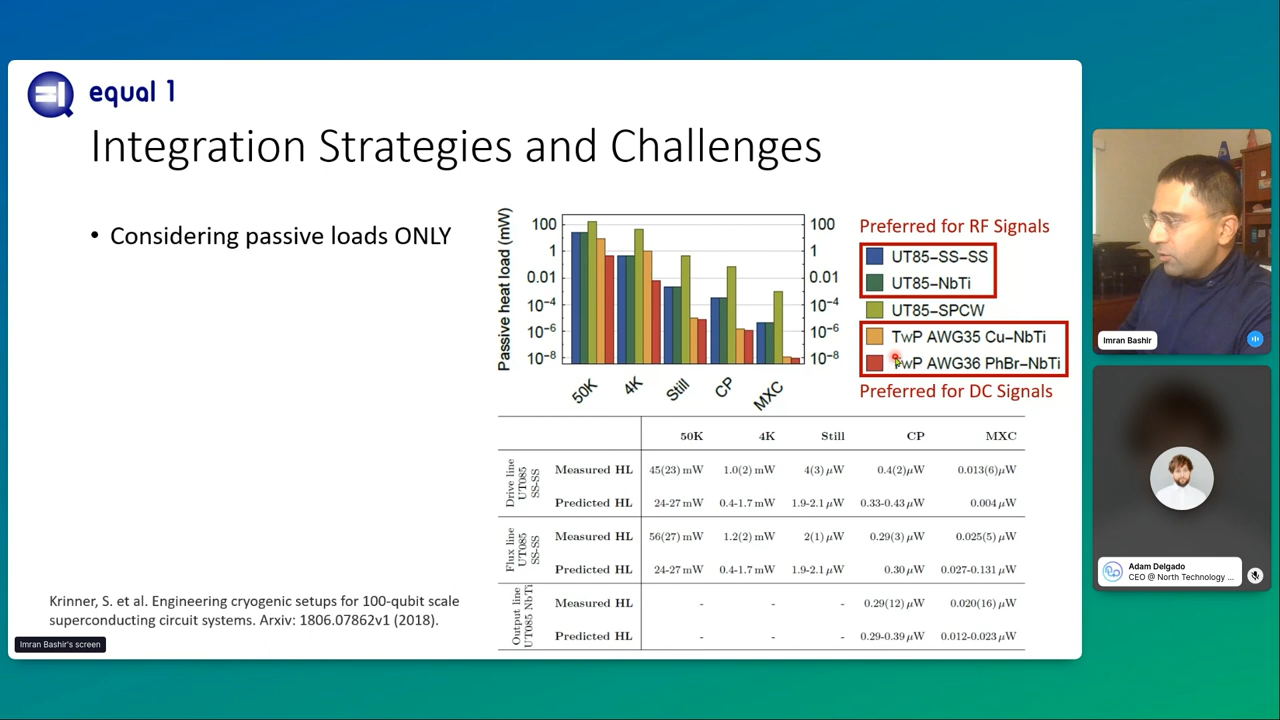 equal 1
Integration Strategies and Challenges
• Considering passive loads ONLY
Passive heat load (mW)
100
1
0.01
10⁻⁴
10⁻⁶
10⁻⁸
100
1
0.01
10⁻⁴
10⁻⁶
10⁻⁸
50K 4K Still CP MXC
Preferred for RF Signals
UT85-SS-SS
UT85-NbTi
UT85-SPCW
TwP AWG35 Cu-NbTi
TwP AWG36 PhBr-NbTi
Preferred for DC Signals
50K 4K Still CP MXC
Drive line
UT085
SS-SS
Measured HL 45(23) mW 1.0(2) mW 4(3) μW 0.4(2)μW 0.013(6)μW
Predicted HL 24-27 mW 0.4-1.7 mW 1.9-2.1 μW 0.33-0.43 μW 0.004 μW
Flux line
UT085
SS-SS
Measured HL 56(27) mW 1.2(2) mW 2(1) μW 0.29(3) μW 0.025(5) μW
Predicted HL 24-27 mW 0.4-1.7 mW 1.9-2.1 μW 0.30 μW 0.027-0.131 μW
Output line
UT085 NbTi
Measured HL - - - 0.29(12) μW 0.020(16) μW
Predicted HL - - - 0.29-0.39 μW 0.012-0.023 μW
Krinner, S. et al. Engineering cryogenic setups for 100-qubit scale
superconducting circuit systems. Arxiv: 1806.07862v1 (2018).
Imran Bashir's screen
Imran Bashir
Adam Delgado
CEO @ North Technology ...